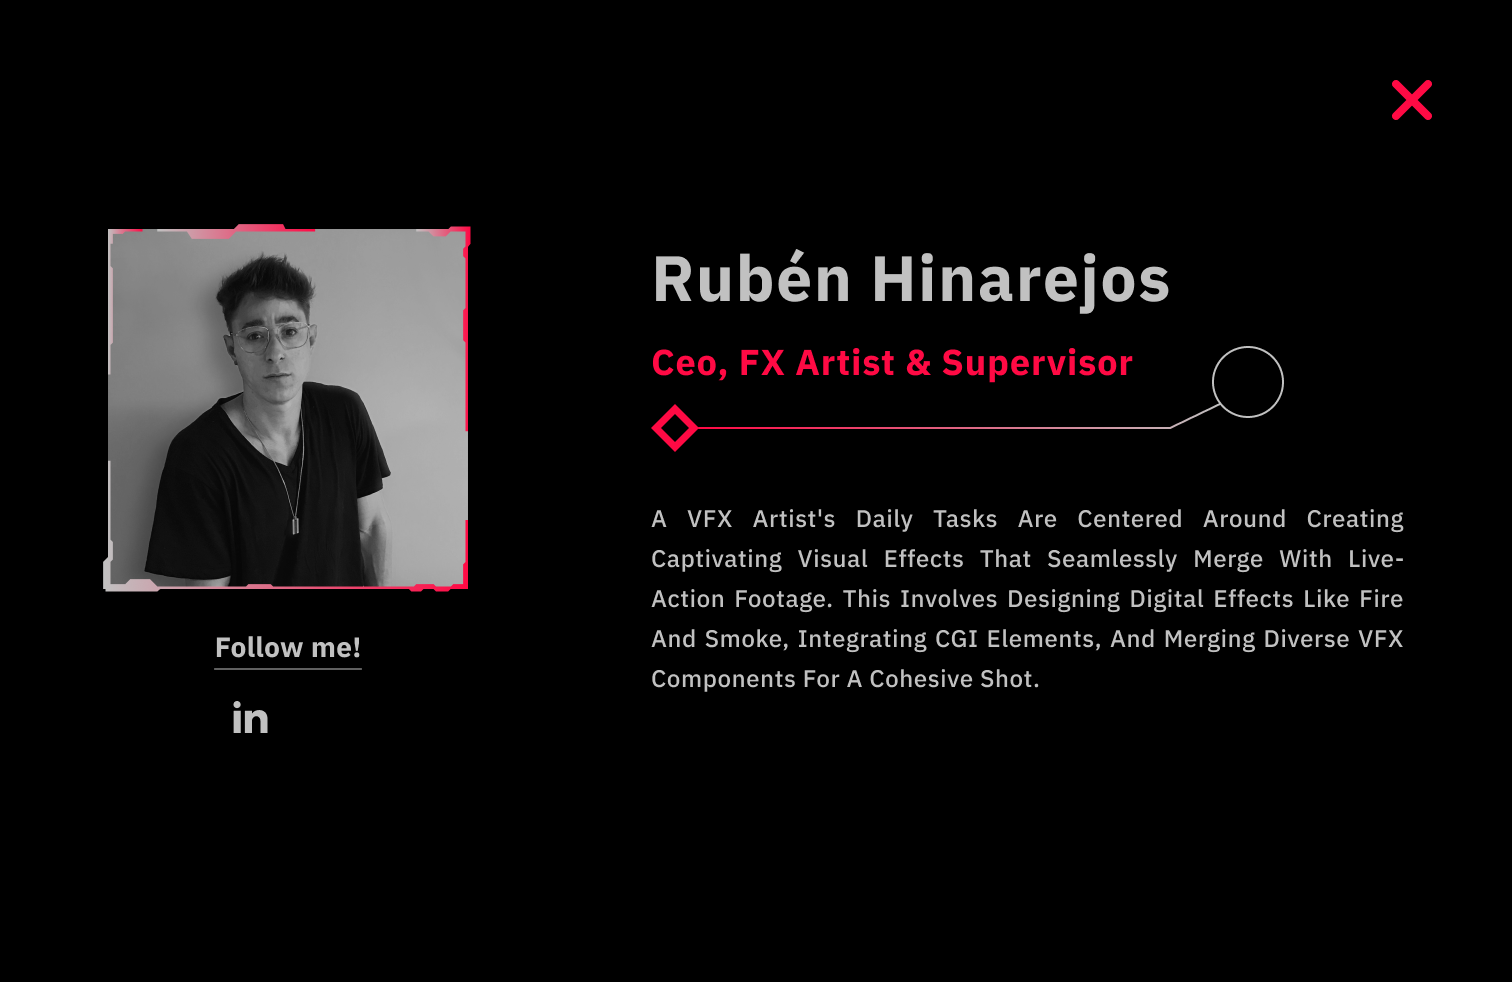 Rubén Hinarejos
Ceo, FX Artist & Supervisor
A VFX Artist's Daily Tasks Are Centered Around Creating
Captivating Visual Effects That Seamlessly Merge With Live-
Action Footage. This Involves Designing Digital Effects Like Fire
And Smoke, Integrating CGI Elements, And Merging Diverse VFX
Components For A Cohesive Shot.
Follow me!
in